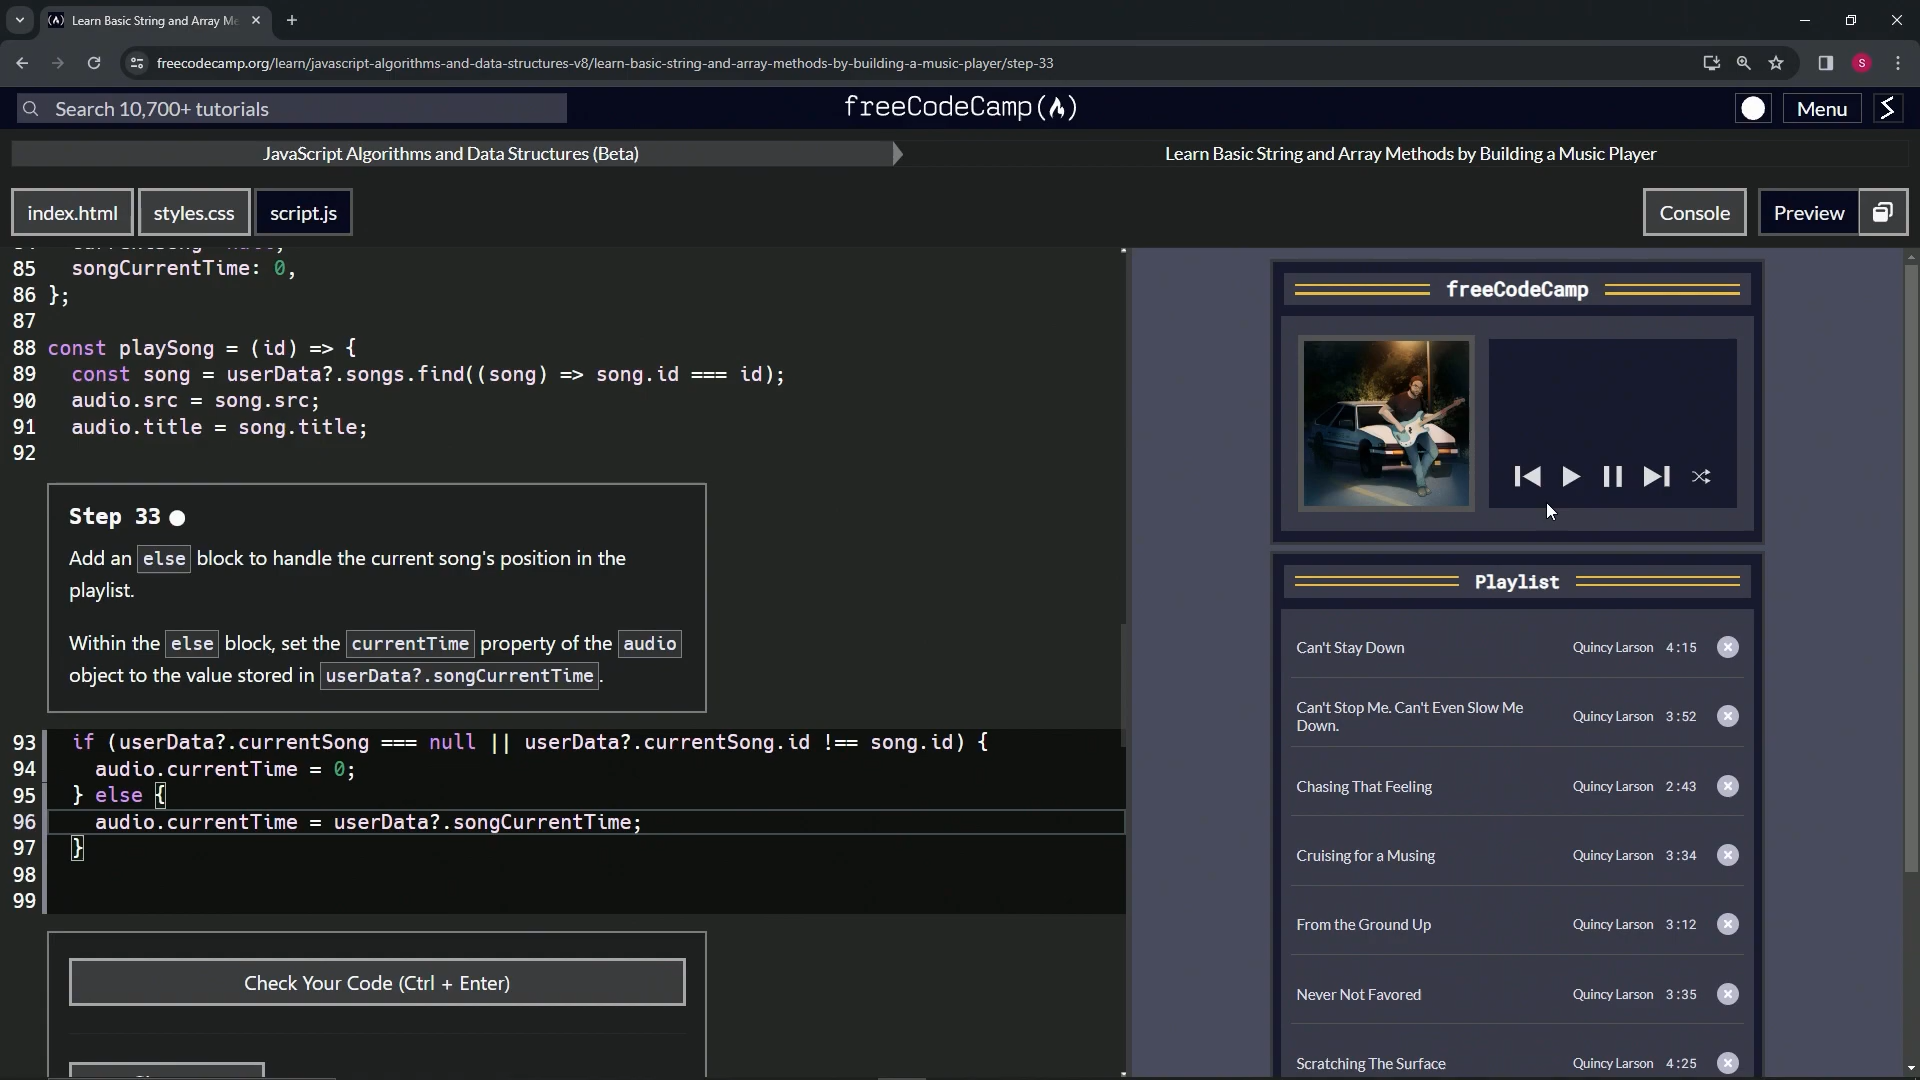 Learn Basic String and Array Me
freecodecamp.org/learn/javascript-algorithms-and-data-structures-v8/learn-basic-string-and-array-methods-by-building-a-music-player/step-33
S
Search 10,700+ tutorials
freeCodeCamp(🔥)
Menu
JavaScript Algorithms and Data Structures (Beta)
Learn Basic String and Array Methods by Building a Music Player
index.html
styles.css
script.js
Console
Preview
85 songCurrentTime: 0,
86 };
87
88 const playSong = (id) => {
89 const song = userData?.songs.find((song) => song.id === id);
90 audio.src = song.src;
91 audio.title = song.title;
92
Step 33
Add an else block to handle the current song's position in the
playlist.
Within the else block, set the currentTime property of the audio
object to the value stored in userData?.songCurrentTime.
93 if (userData?.currentSong === null || userData?.currentSong.id !== song.id) {
94 audio.currentTime = 0;
95 } else {
96 audio.currentTime = userData?.songCurrentTime;
97 }
98
99
Check Your Code (Ctrl + Enter)
freeCodeCamp
Playlist
Can't Stay Down Quincy Larson 4:15
Can't Stop Me. Can't Even Slow Me
Down. Quincy Larson 3:52
Chasing That Feeling Quincy Larson 2:43
Cruising for a Musing Quincy Larson 3:34
From the Ground Up Quincy Larson 3:12
Never Not Favored Quincy Larson 3:35
Scratching The Surface Quincy Larson 4:25